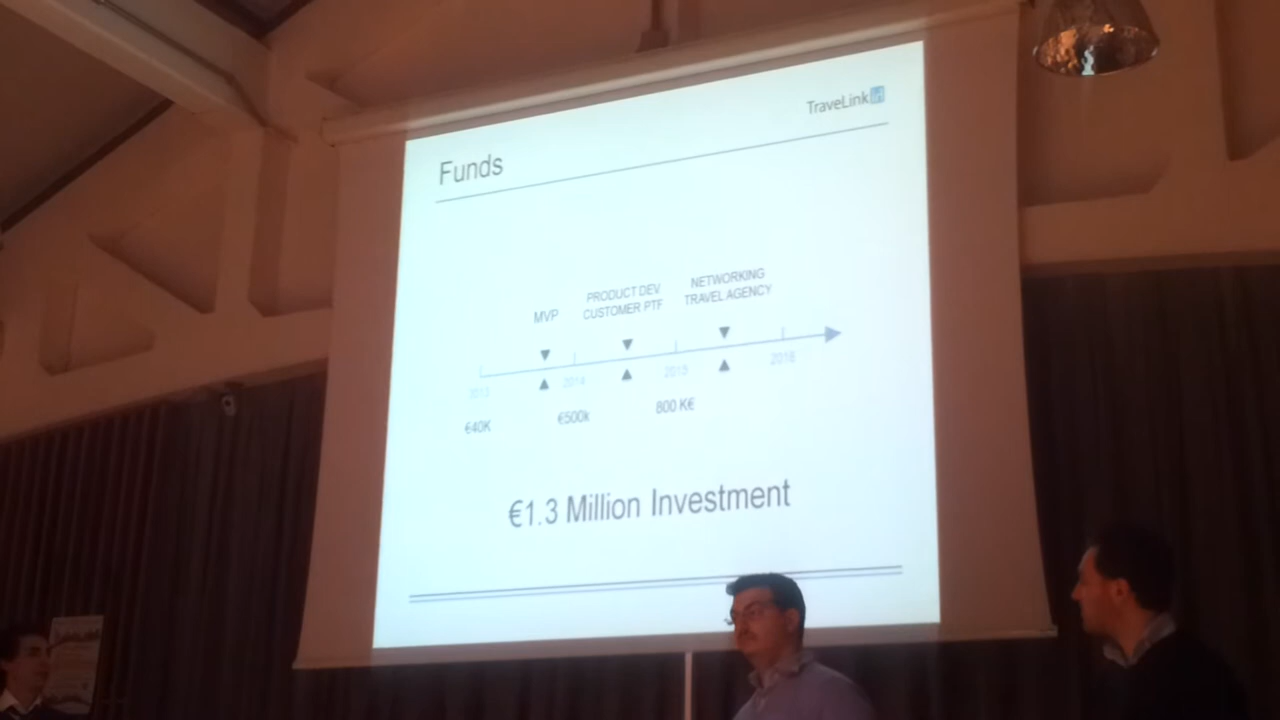 TraveLink
Funds
MVP
PRODUCT DEV
CUSTOMER PTF
NETWORKING
TRAVEL AGENCY
2013
2014
2015
2016
€40K
€500k
800 K€
€1.3 Million Investment